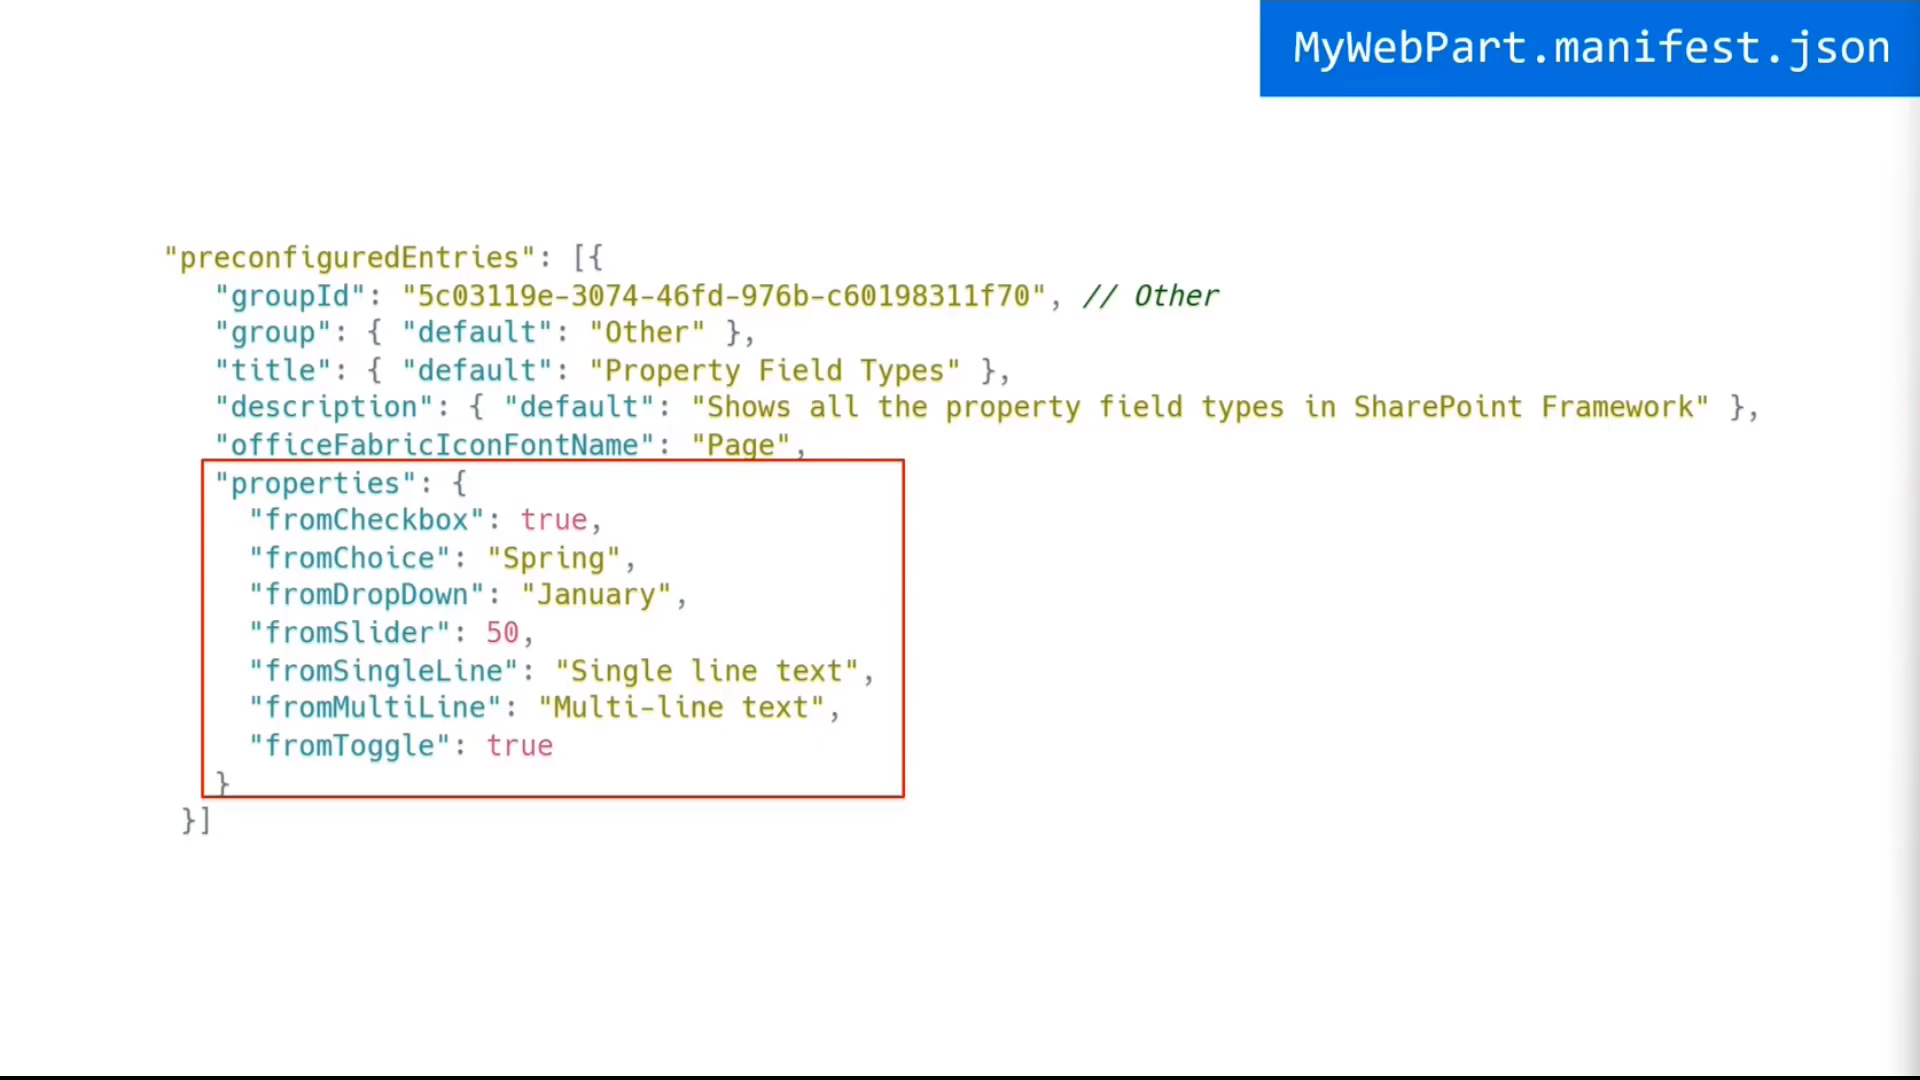 MyWebPart.manifest.json
"preconfiguredEntries": [{
"groupId": "5c03119e-3074-46fd-976b-c60198311f70", // Other
"group": { "default": "Other" },
"title": { "default": "Property Field Types" },
"description": { "default": "Shows all the property field types in SharePoint Framework" },
"officeFabricIconFontName": "Page",
"properties": {
"fromCheckbox": true,
"fromChoice": "Spring",
"fromDropDown": "January",
"fromSlider": 50,
"fromSingleLine": "Single line text",
"fromMultiLine": "Multi-line text",
"fromToggle": true
}
}]